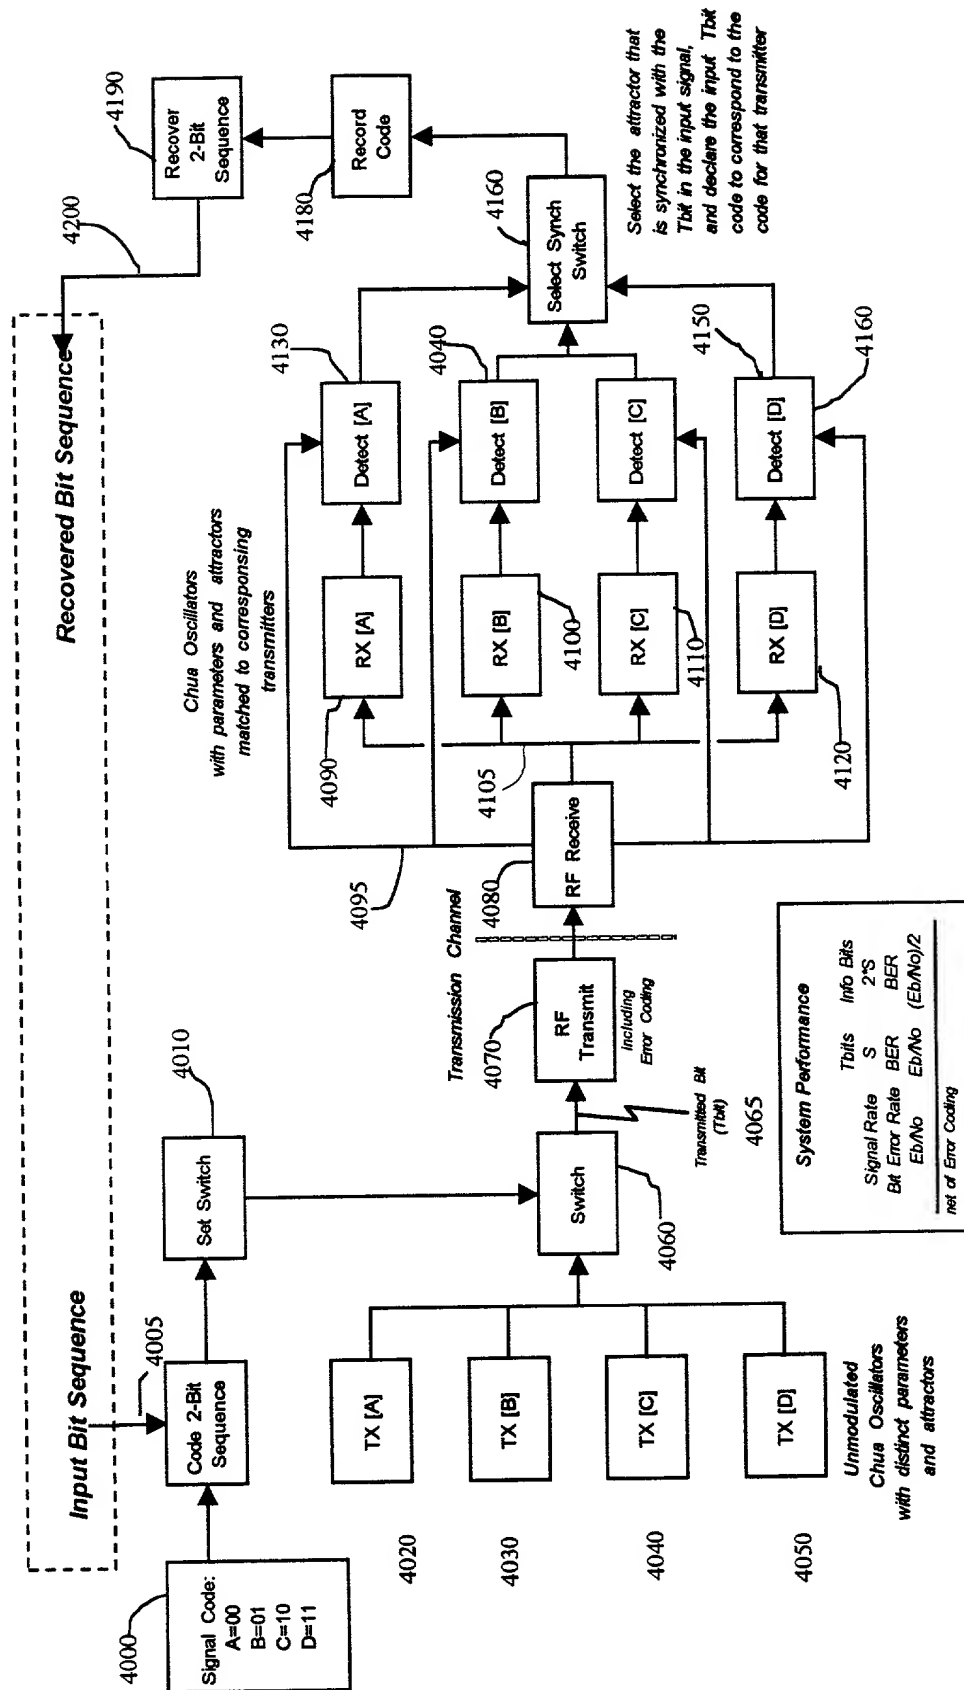 Input Bit Sequence
Recovered Bit Sequence
4000
Signal Code:
A=00
B=01
C=10
D=11
4005
Code 2-Bit
Sequence
4010
Set Switch
4200
4190
Recover
2-Bit
Sequence
4180
Record
Code
4020
TX [A]
4030
TX [B]
4040
TX [C]
4050
TX [D]
Unmodulated
Chua Oscillators
with distinct parameters
and attractors
Switch
4060
Transmitted Bit
(Tbit)
4065
Transmission Channel
4070
RF
Transmit
Including
Error Coding
4080
RF Receive
4095
4105
Chua Oscillators
with parameters and attractors
matched to corresponsing
transmitters
4090
RX [A]
RX [B]
4100
RX [C]
4110
RX [D]
4120
4130
Detect [A]
4040
Detect [B]
Detect [C]
4150
Detect [D]
4160
4160
Select Synch
Switch
Select the attractor that
is synchronized with the
Tbit in the input signal,
and declare the input Tbit
code to correspond to the
code for that transmitter
System Performance
Tbits Info Bits
Signal Rate S 2*S
Bit Error Rate BER BER
Eb/No Eb/No (Eb/No)/2
net of Error Coding